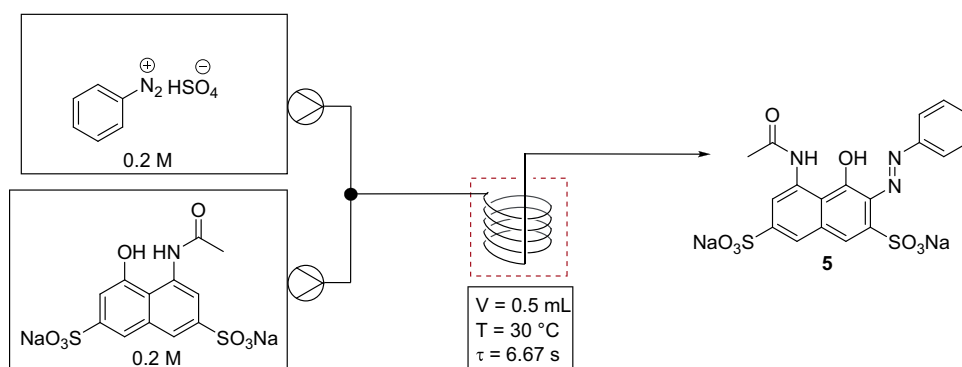 N2 HSO4
+ −
0.2 M
O
OH HN
NaO3S SO3Na
0.2 M
V = 0.5 mL
T = 30 °C
τ = 6.67 s
O
NH OH N
N
NaO3S SO3Na
5